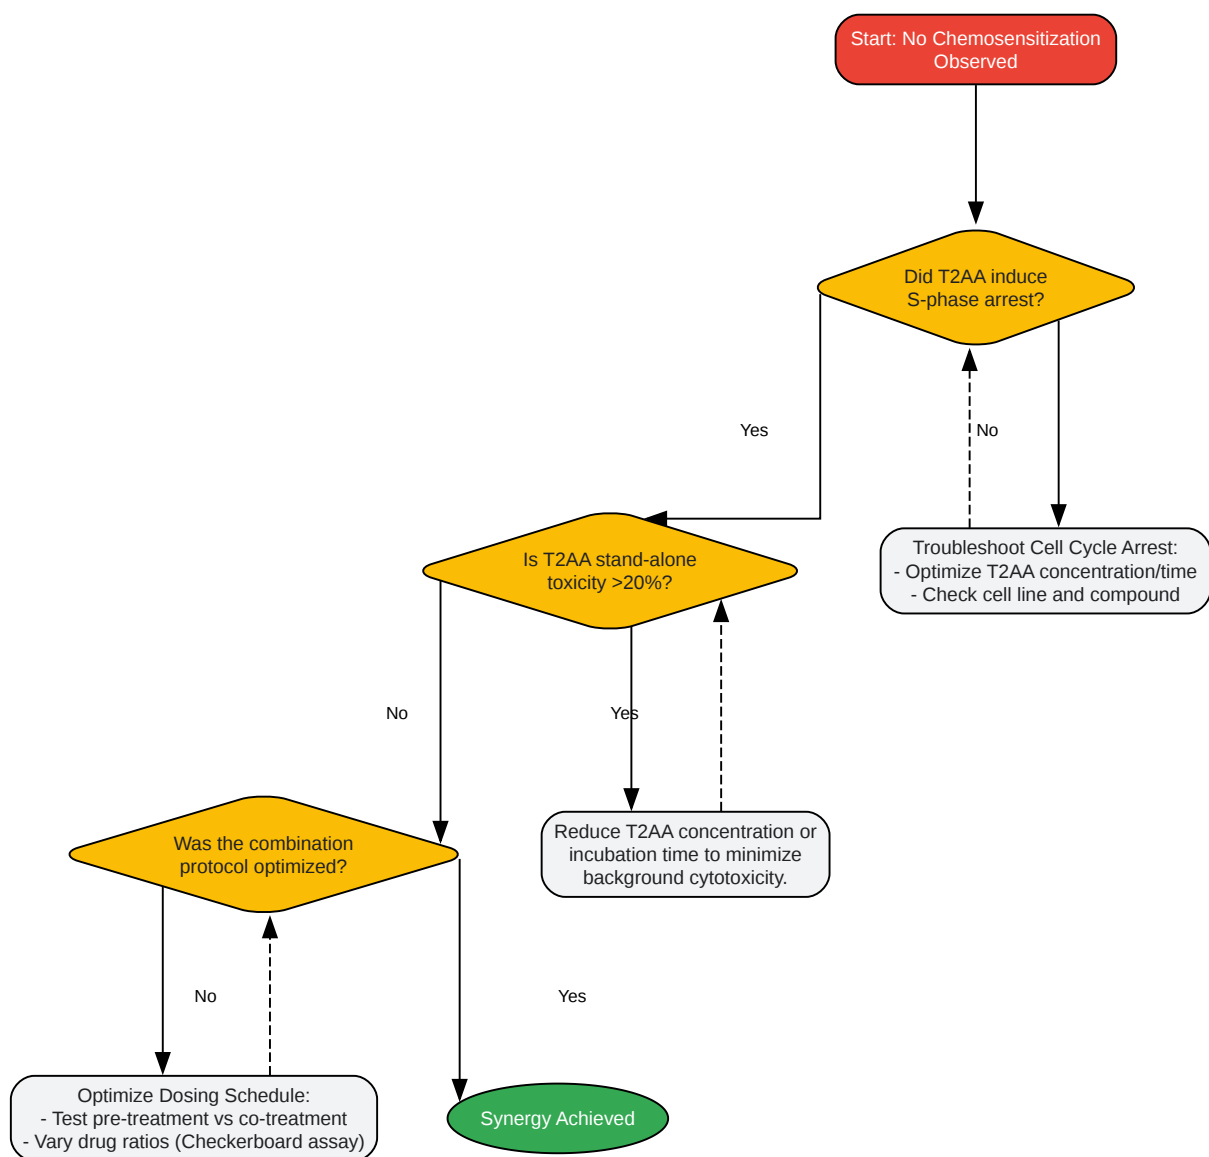 Start: No Chemosensitization
Observed
Did T2AA induce
S-phase arrest?
Yes
No
Is T2AA stand-alone
toxicity >20%?
Troubleshoot Cell Cycle Arrest:
- Optimize T2AA concentration/time
- Check cell line and compound
No
Yes
Was the combination
protocol optimized?
Reduce T2AA concentration or
incubation time to minimize
background cytotoxicity.
No
Yes
Optimize Dosing Schedule:
- Test pre-treatment vs co-treatment
- Vary drug ratios (Checkerboard assay)
Synergy Achieved